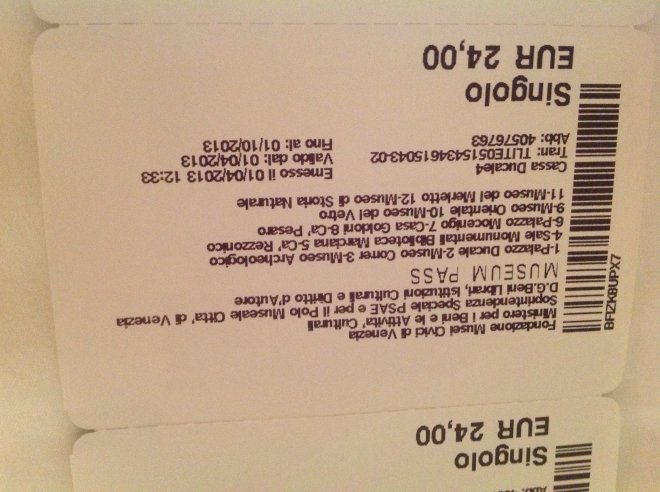 Fondazione Musei Civici di Venezia
Ministero per i Beni e le Attivita' Culturali
Soprintendenza Speciale PSAE e per il Polo Museale Citta' di Venezia
D.G.Beni Librari, Istituzioni Culturali e Diritto d'Autore
MUSEUM PASS
1-Palazzo Ducale 2-Museo Correr 3-Museo Archeologico
4-Sale Monumentali Biblioteca Marciana 5-Ca' Rezzonico
6-Palazzo Mocenigo 7-Casa Goldoni 8-Ca' Pesaro
9-Museo Orientale 10-Museo del Vetro
11-Museo del Merletto 12-Museo di Storia Naturale
Cassa Ducale4
Tran: TLITE0515434615043-02
Abb: 40576763
Emesso il 01/04/2013 12:33
Valido dal: 01/04/2013
Fino al: 01/10/2013
Singolo
EUR 24,00
BFIZX8UPX7
Singolo
EUR 24,00